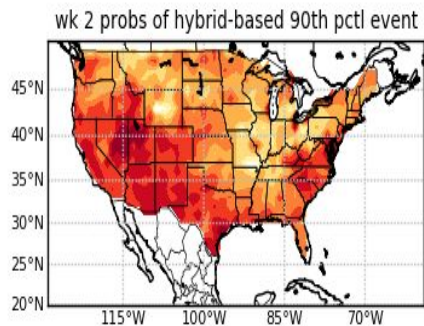 wk 2 probs of hybrid-based 90th pctl event
45°N
40°N
35°N
30°N
25°N
20°N
115°W 100°W 85°W 70°W